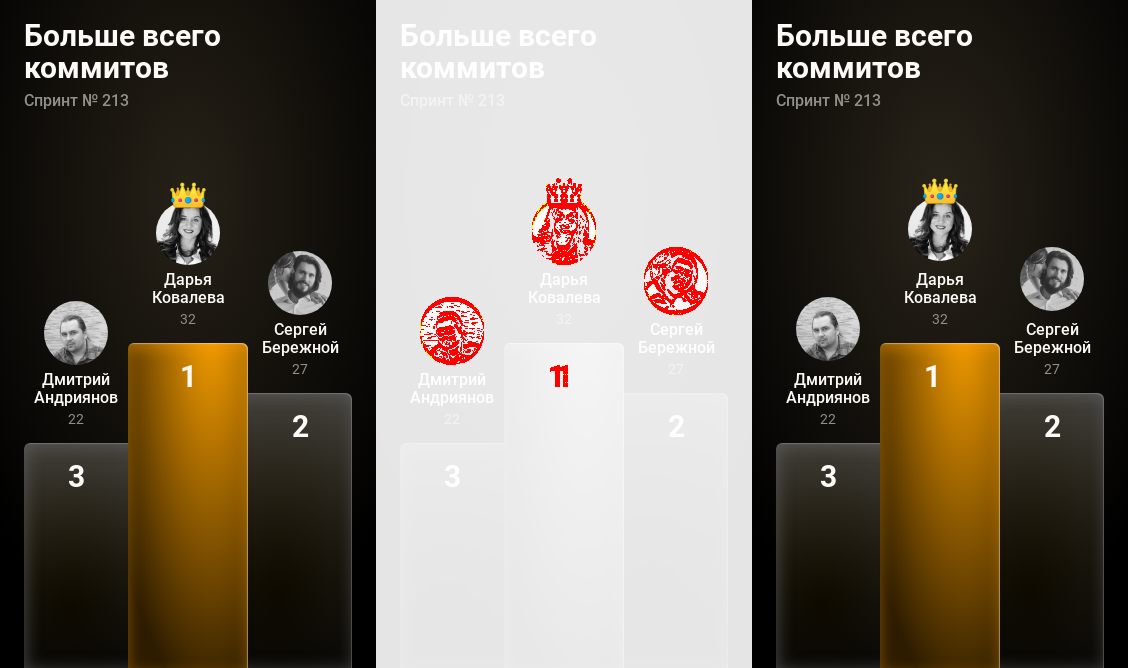 Больше всего
коммитов
Спринт № 213
Дарья
Ковалева
32
Сергей
Бережной
27
Дмитрий
Андриянов
22
1
2
3
Больше всего
коммитов
Спринт № 213
Дарья
Ковалева
32
Сергей
Бережной
27
Дмитрий
Андриянов
22
11
2
3
Больше всего
коммитов
Спринт № 213
Дарья
Ковалева
32
Сергей
Бережной
27
Дмитрий
Андриянов
22
1
2
3